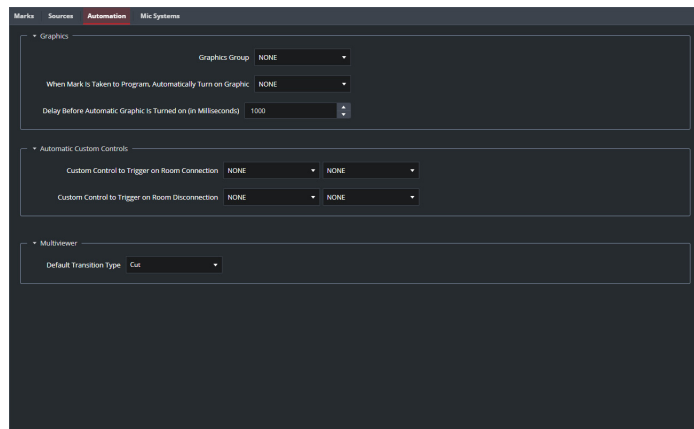 Marks Sources Automation Mic Systems
Graphics
Graphics Group NONE
When Mark Is Taken to Program, Automatically Turn on Graphic NONE
Delay Before Automatic Graphic Is Turned on (in Milliseconds) 1000
Automatic Custom Controls
Custom Control to Trigger on Room Connection NONE NONE
Custom Control to Trigger on Room Disconnection NONE NONE
Multiviewer
Default Transition Type Cut